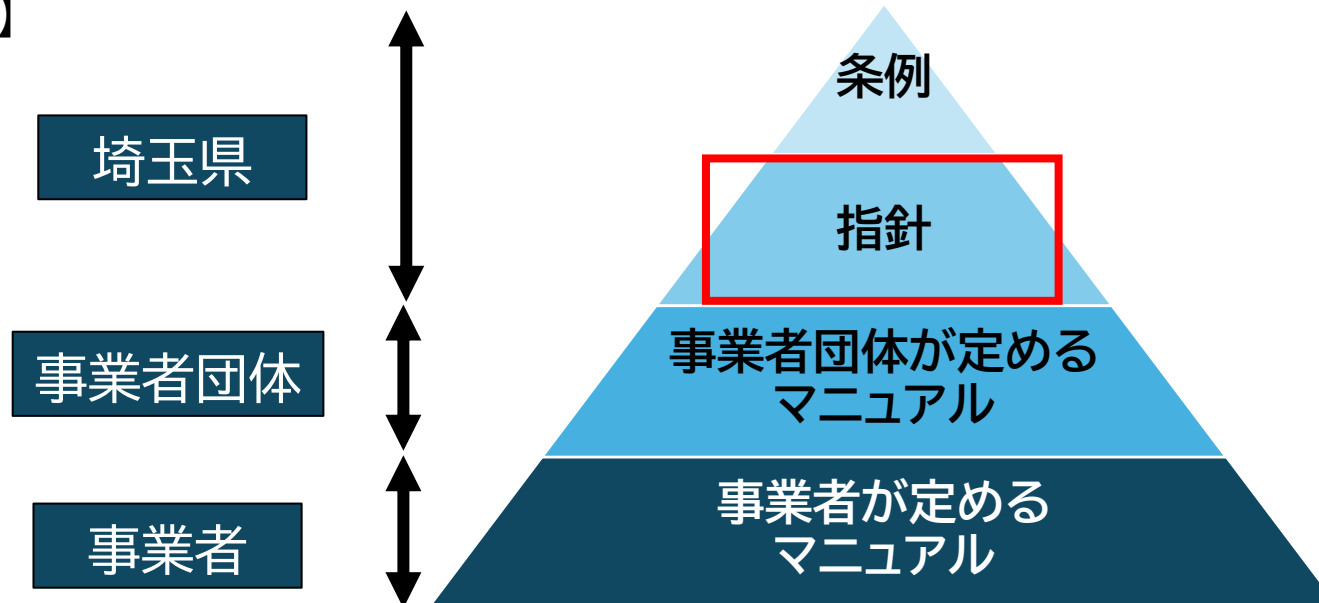 】
埼玉県
条例
指針
事業者団体
事業者団体が定める
マニュアル
事業者
事業者が定める
マニュアル